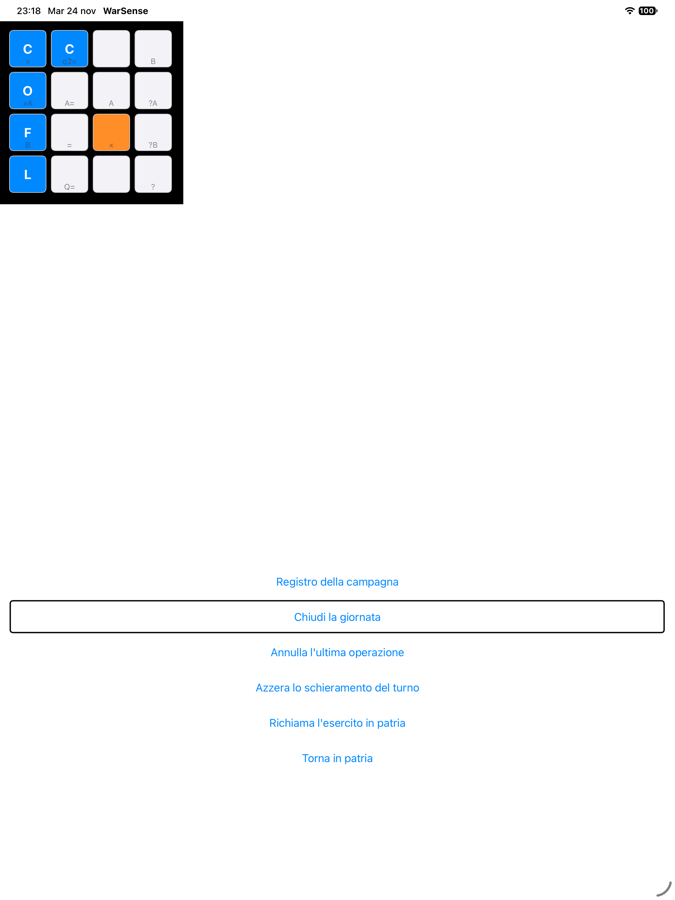 23:18 Mar 24 nov WarSense 100
C C
B
O
A= A ?A
F
B = × ?B
L
Q= ?
Registro della campagna
Chiudi la giornata
Annulla l'ultima operazione
Azzera lo schieramento del turno
Richiama l'esercito in patria
Torna in patria